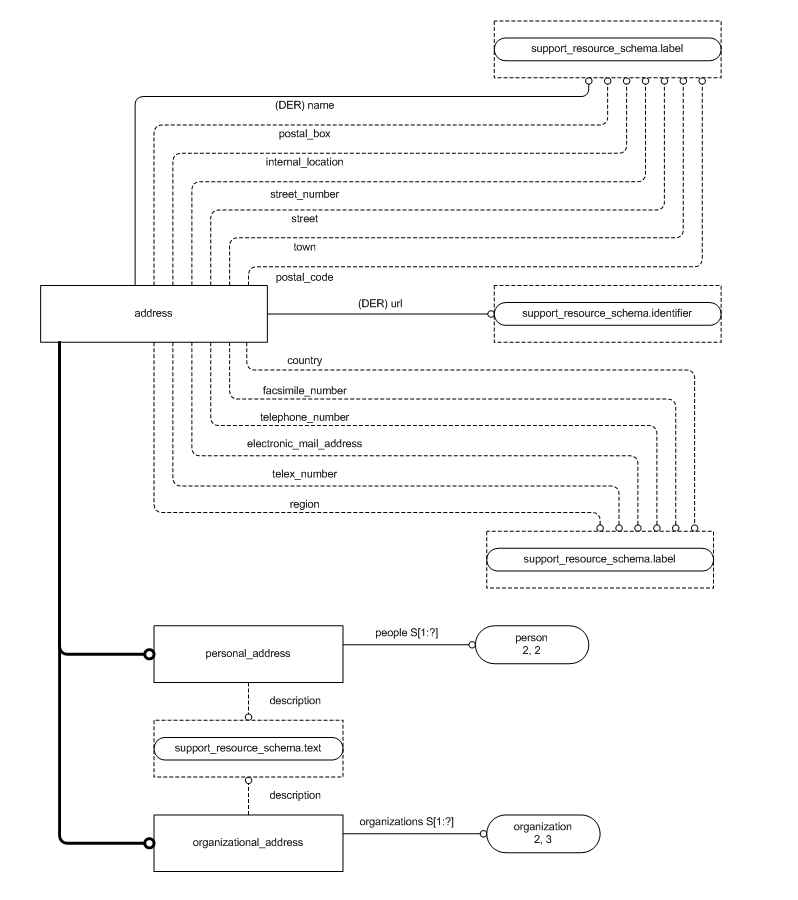 support_resource_schema.label
(DER) name
postal_box
internal_location
street_number
street
town
postal_code
address
(DER) url
support_resource_schema.identifier
country
facsimile_number
telephone_number
electronic_mail_address
telex_number
region
support_resource_schema.label
personal_address
people S[1:?]
person
2, 2
description
support_resource_schema.text
description
organizational_address
organizations S[1:?]
organization
2, 3